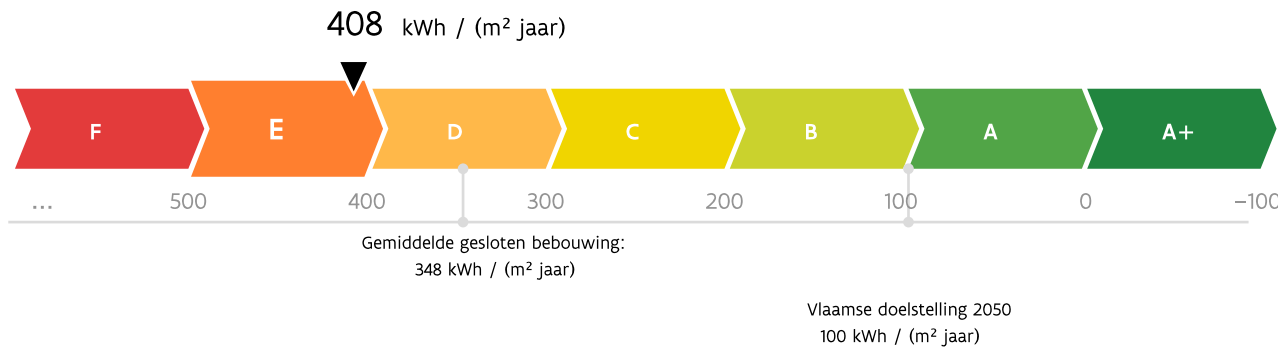 408 kWh / (m² jaar)
F E D C B A A+
... 500 400 300 200 100 0 −100
Gemiddelde gesloten bebouwing:
348 kWh / (m² jaar)
Vlaamse doelstelling 2050
100 kWh / (m² jaar)